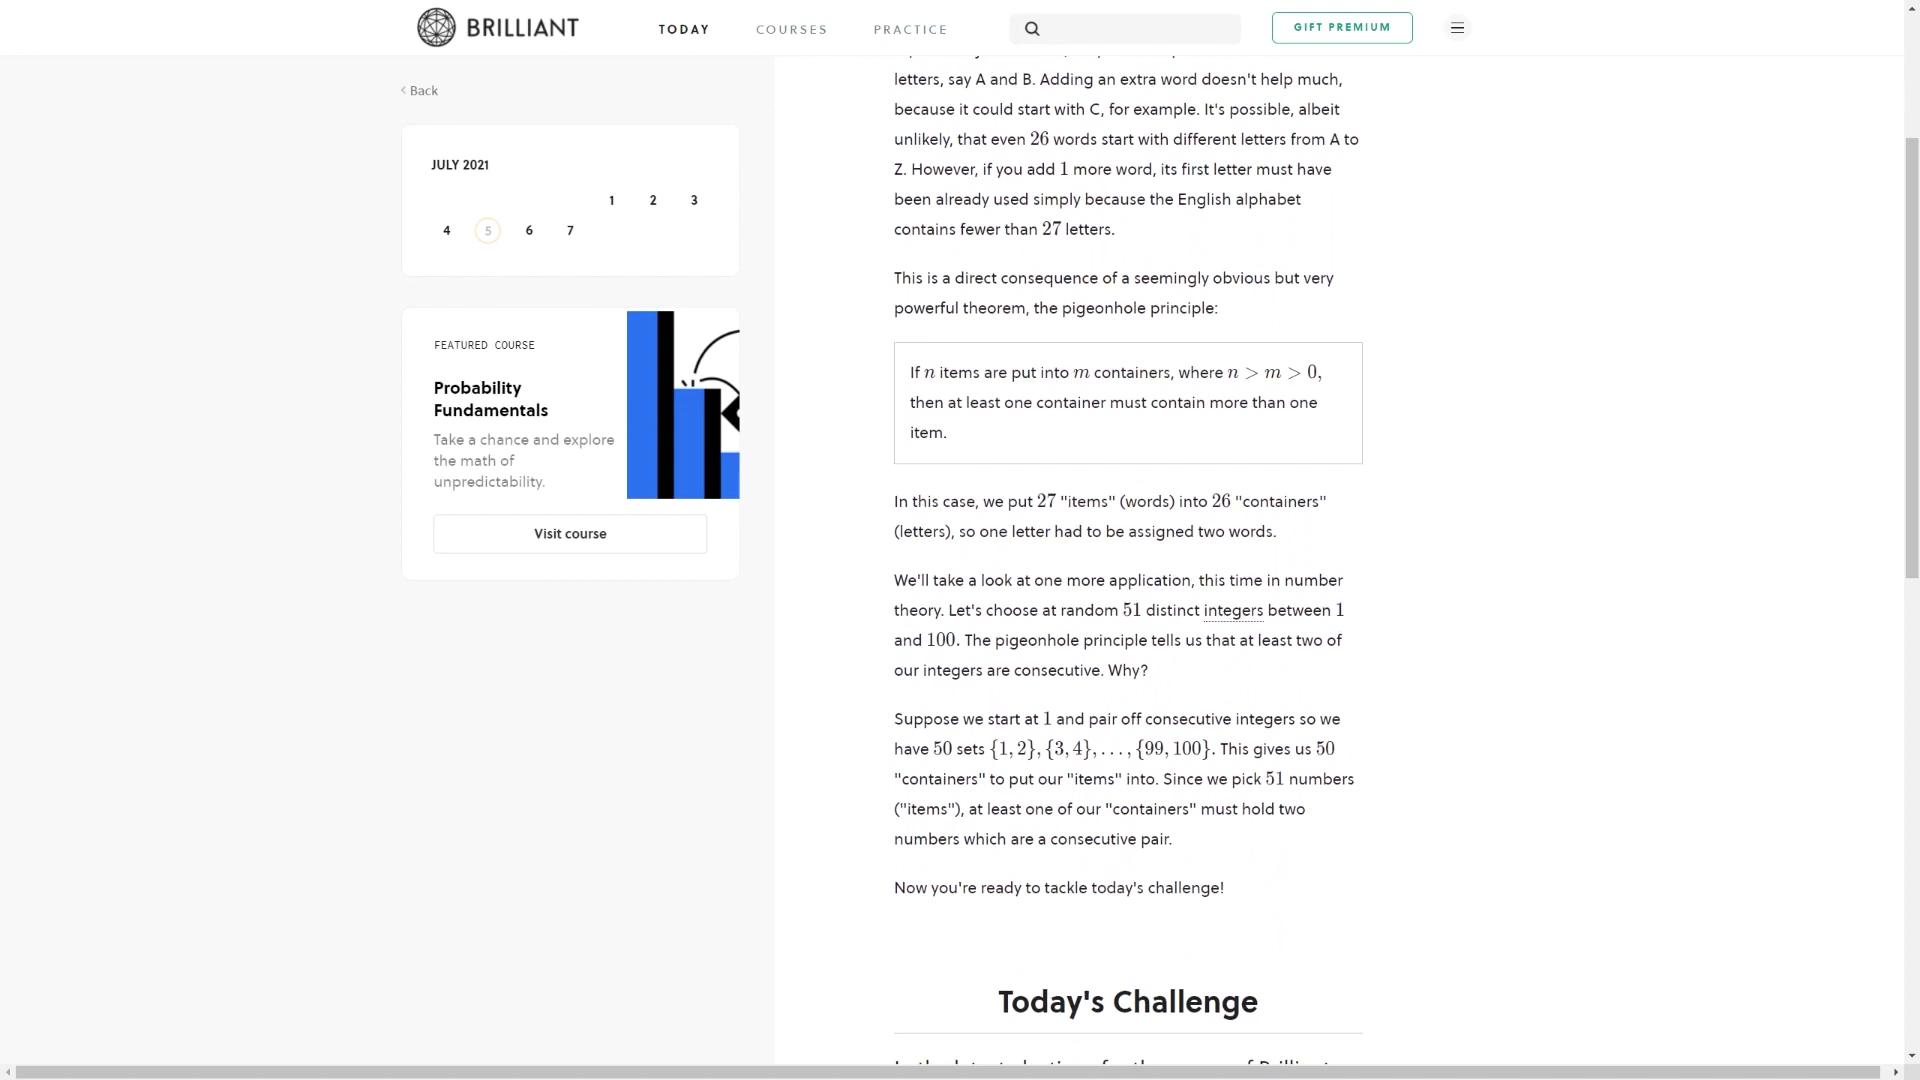 BRILLIANT
TODAY
COURSES
PRACTICE
GIFT PREMIUM
Back
JULY 2021
1 2 3
4 5 6 7
FEATURED COURSE
Probability
Fundamentals
Take a chance and explore
the math of
unpredictability.
Visit course
letters, say A and B. Adding an extra word doesn't help much,
because it could start with C, for example. It's possible, albeit
unlikely, that even 26 words start with different letters from A to
Z. However, if you add 1 more word, its first letter must have
been already used simply because the English alphabet
contains fewer than 27 letters.
This is a direct consequence of a seemingly obvious but very
powerful theorem, the pigeonhole principle:
If n items are put into m containers, where n > m > 0,
then at least one container must contain more than one
item.
In this case, we put 27 "items" (words) into 26 "containers"
(letters), so one letter had to be assigned two words.
We'll take a look at one more application, this time in number
theory. Let's choose at random 51 distinct integers between 1
and 100. The pigeonhole principle tells us that at least two of
our integers are consecutive. Why?
Suppose we start at 1 and pair off consecutive integers so we
have 50 sets {1, 2}, {3, 4}, . . . , {99, 100}. This gives us 50
"containers" to put our "items" into. Since we pick 51 numbers
("items"), at least one of our "containers" must hold two
numbers which are a consecutive pair.
Now you're ready to tackle today's challenge!
Today's Challenge